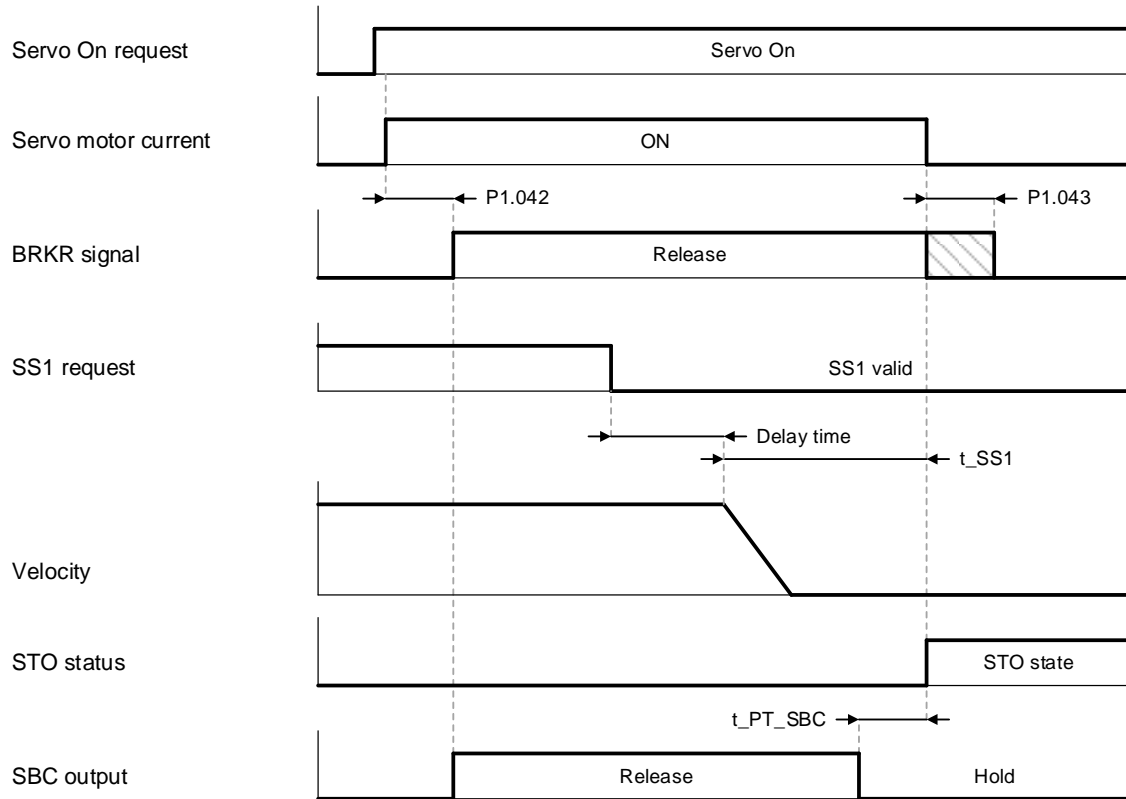 Servo On request
Servo On
Servo motor current
ON
P1.042
P1.043
BRKR signal
Release
SS1 request
SS1 valid
Delay time
t_SS1
Velocity
STO status
STO state
t_PT_SBC
SBC output
Release
Hold